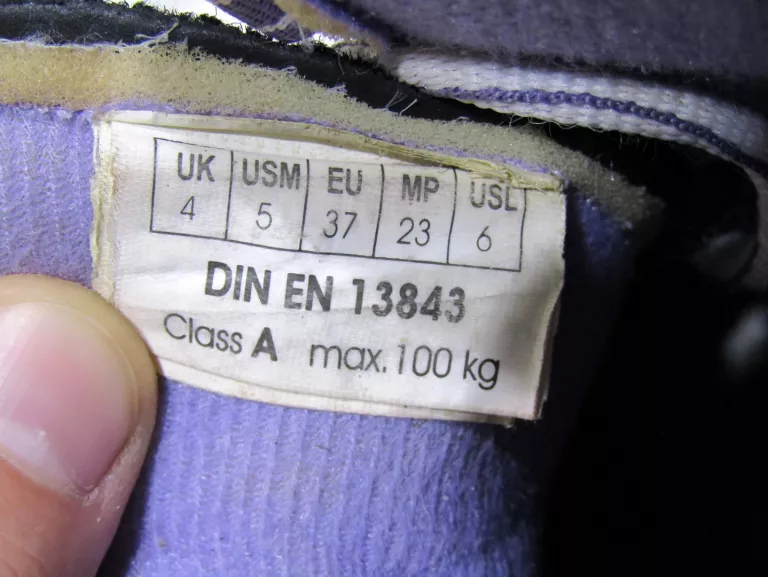 UK USM EU MP USL
4 5 37 23 6
DIN EN 13843
Class A max. 100 kg